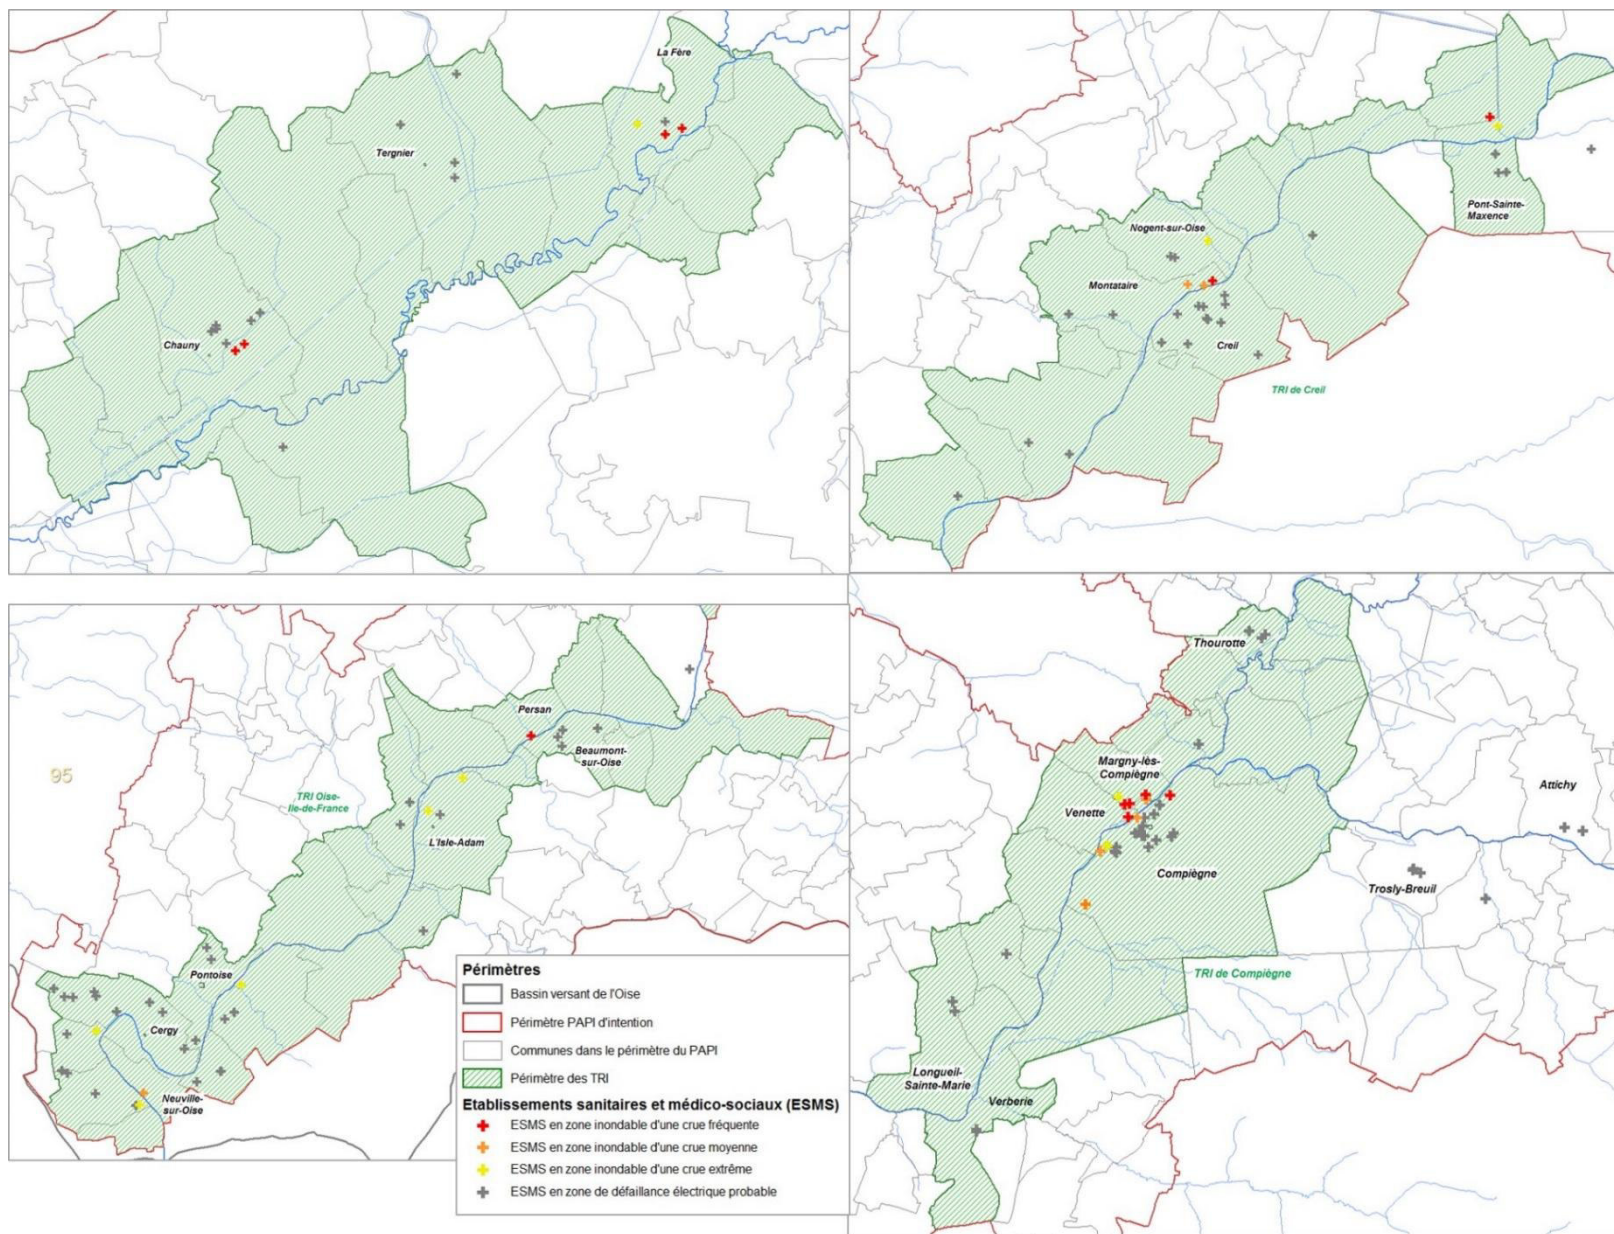 La Fère
Tergnier
Chauny
Nogent-sur-Oise
Montataire
Creil
Pont-Sainte-
Maxence
TRI de Creil
95
TRI Oise-
Ile-de-France
Persan
Beaumont-
sur-Oise
L'Isle-Adam
Pontoise
Cergy
Neuville-
sur-Oise
Thourotte
Margny-lès-
Compiègne
Venette
Compiègne
Attichy
Trosly-Breuil
TRI de Compiègne
Longueil-
Sainte-Marie
Verberie
Périmètres
Bassin versant de l'Oise
Périmètre PAPI d'intention
Communes dans le périmètre du PAPI
Périmètre des TRI
Etablissements sanitaires et médico-sociaux (ESMS)
ESMS en zone inondable d'une crue fréquente
ESMS en zone inondable d'une crue moyenne
ESMS en zone inondable d'une crue extrême
ESMS en zone de défaillance électrique probable